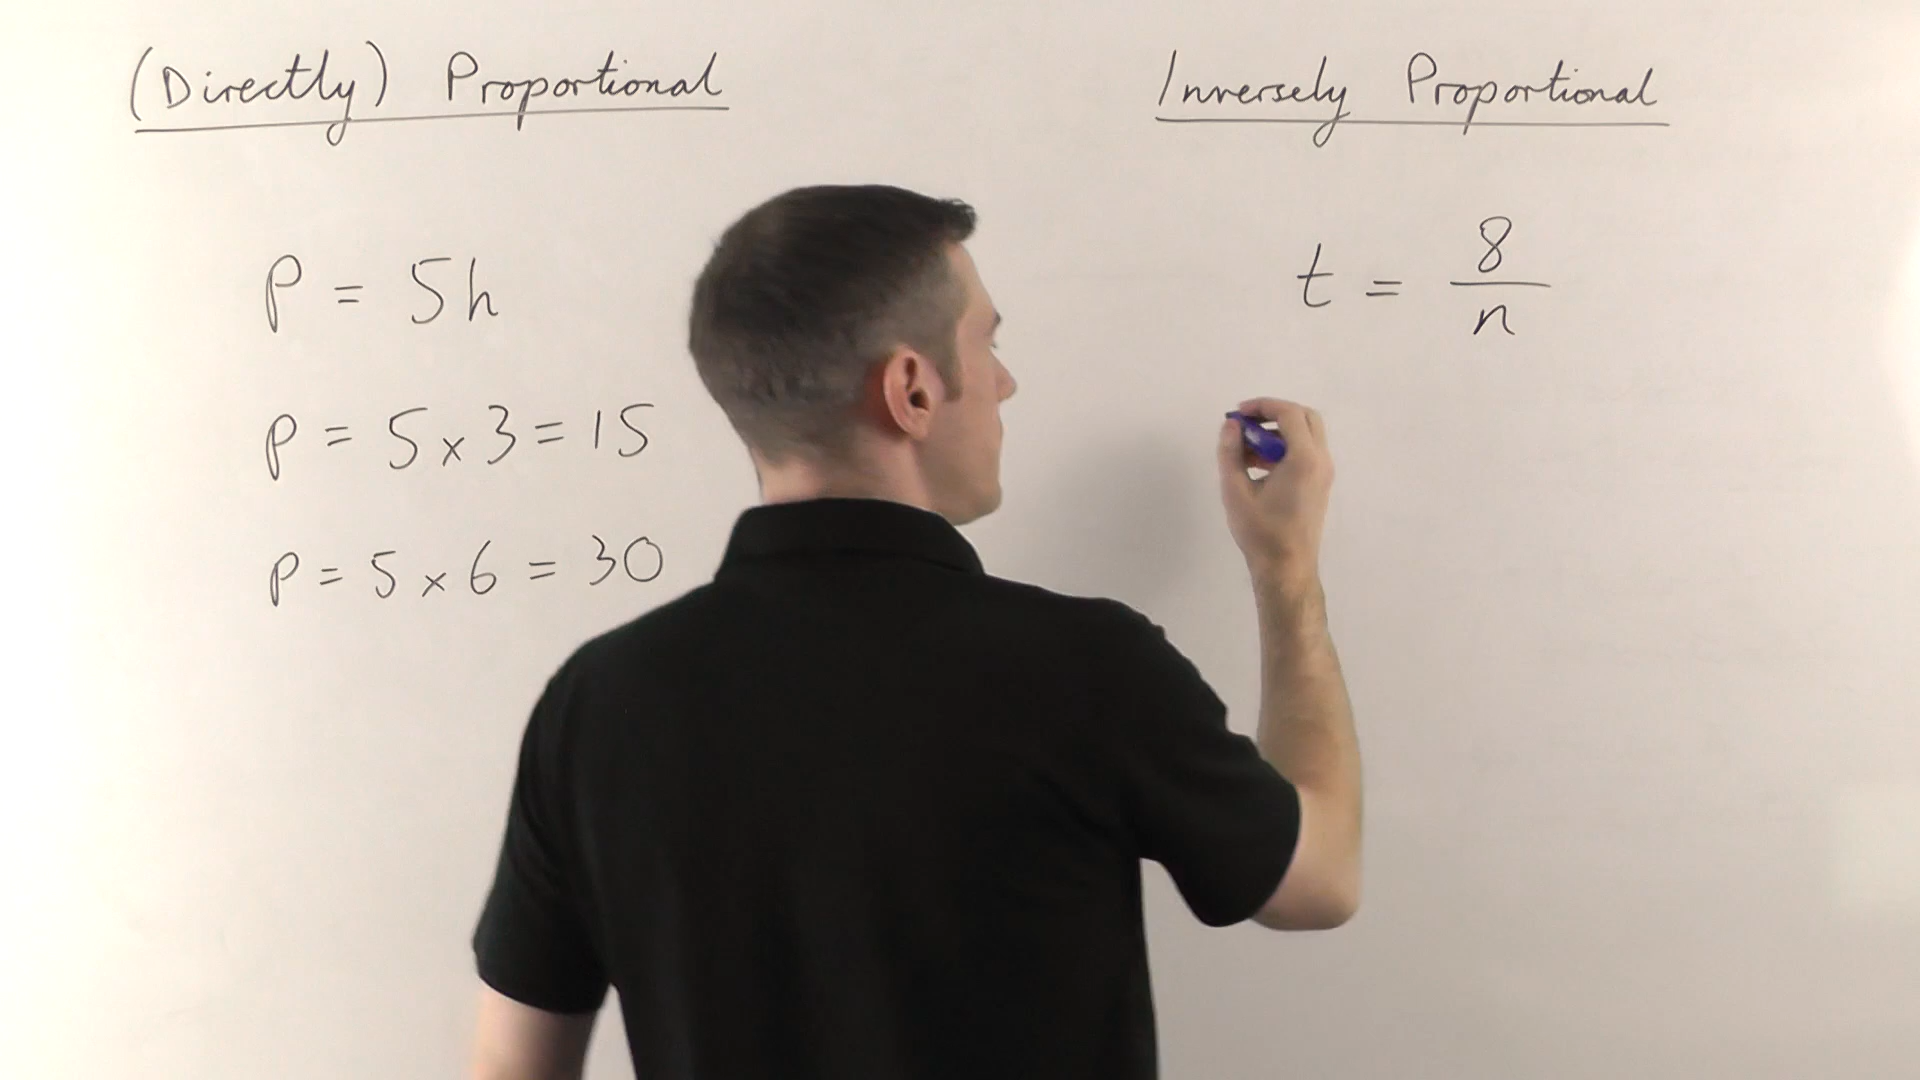 (Directly) Proportional
P = 5h
P = 5 x 3 = 15
P = 5 x 6 = 30
Inversely Proportional
t = 8/n